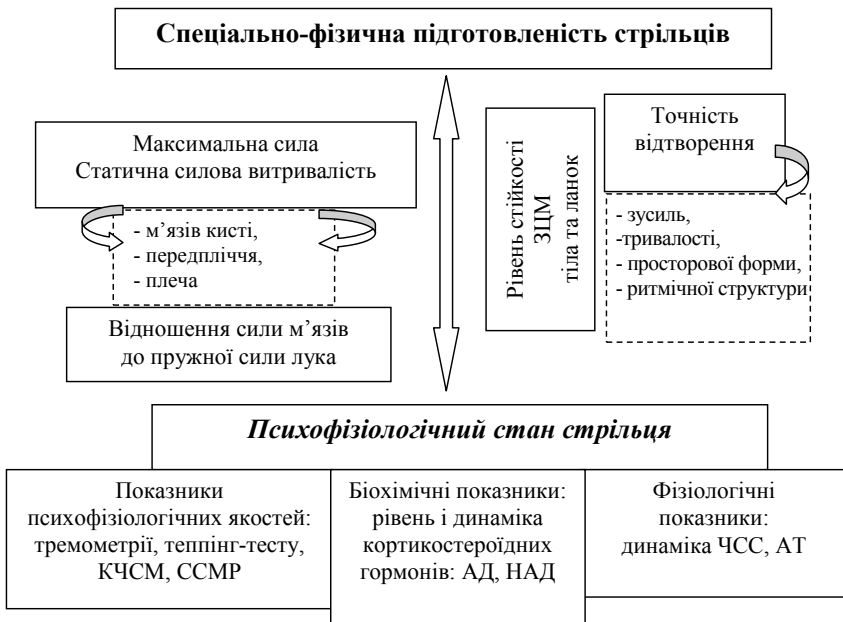 Спеціально-фізична підготовленість стрільців
Максимальна сила
Статична силова витривалість
- м’язів кисті,
- передпліччя,
- плеча
Відношення сили м’язів
до пружної сили лука
Рівень стійкості
ЗЦМ
тіла та ланок
Точність
відтворення
- зусиль,
-тривалості,
- просторової форми,
- ритмічної структури
Психофізіологічний стан стрільця
Показники
психофізіологічних якостей:
тремометрії, теппінг-тесту,
КЧСМ, ССМР
Біохімічні показники:
рівень і динаміка
кортикостероїдних
гормонів: АД, НАД
Фізіологічні
показники:
динаміка ЧСС, АТ